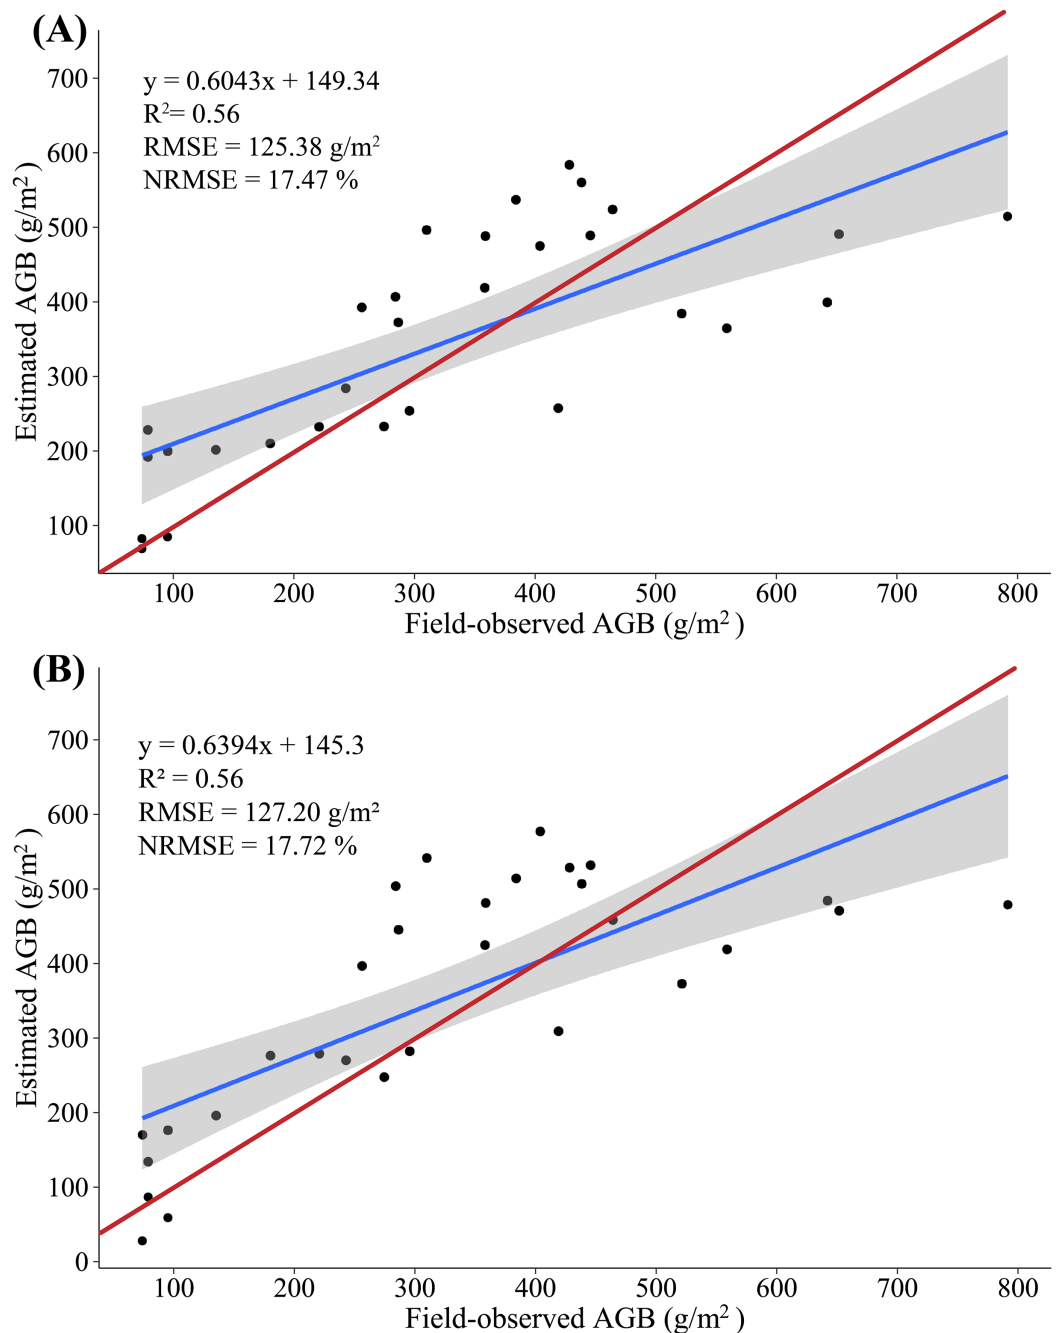 (A)
y = 0.6043x + 149.34
R²= 0.56
RMSE = 125.38 g/m²
NRMSE = 17.47 %
Estimated AGB (g/m²)
700
600
500
400
300
200
100
100 200 300 400 500 600 700 800
Field-observed AGB (g/m²)
(B)
y = 0.6394x + 145.3
R² = 0.56
RMSE = 127.20 g/m²
NRMSE = 17.72 %
Estimated AGB (g/m²)
700
600
500
400
300
200
100
0
100 200 300 400 500 600 700 800
Field-observed AGB (g/m²)